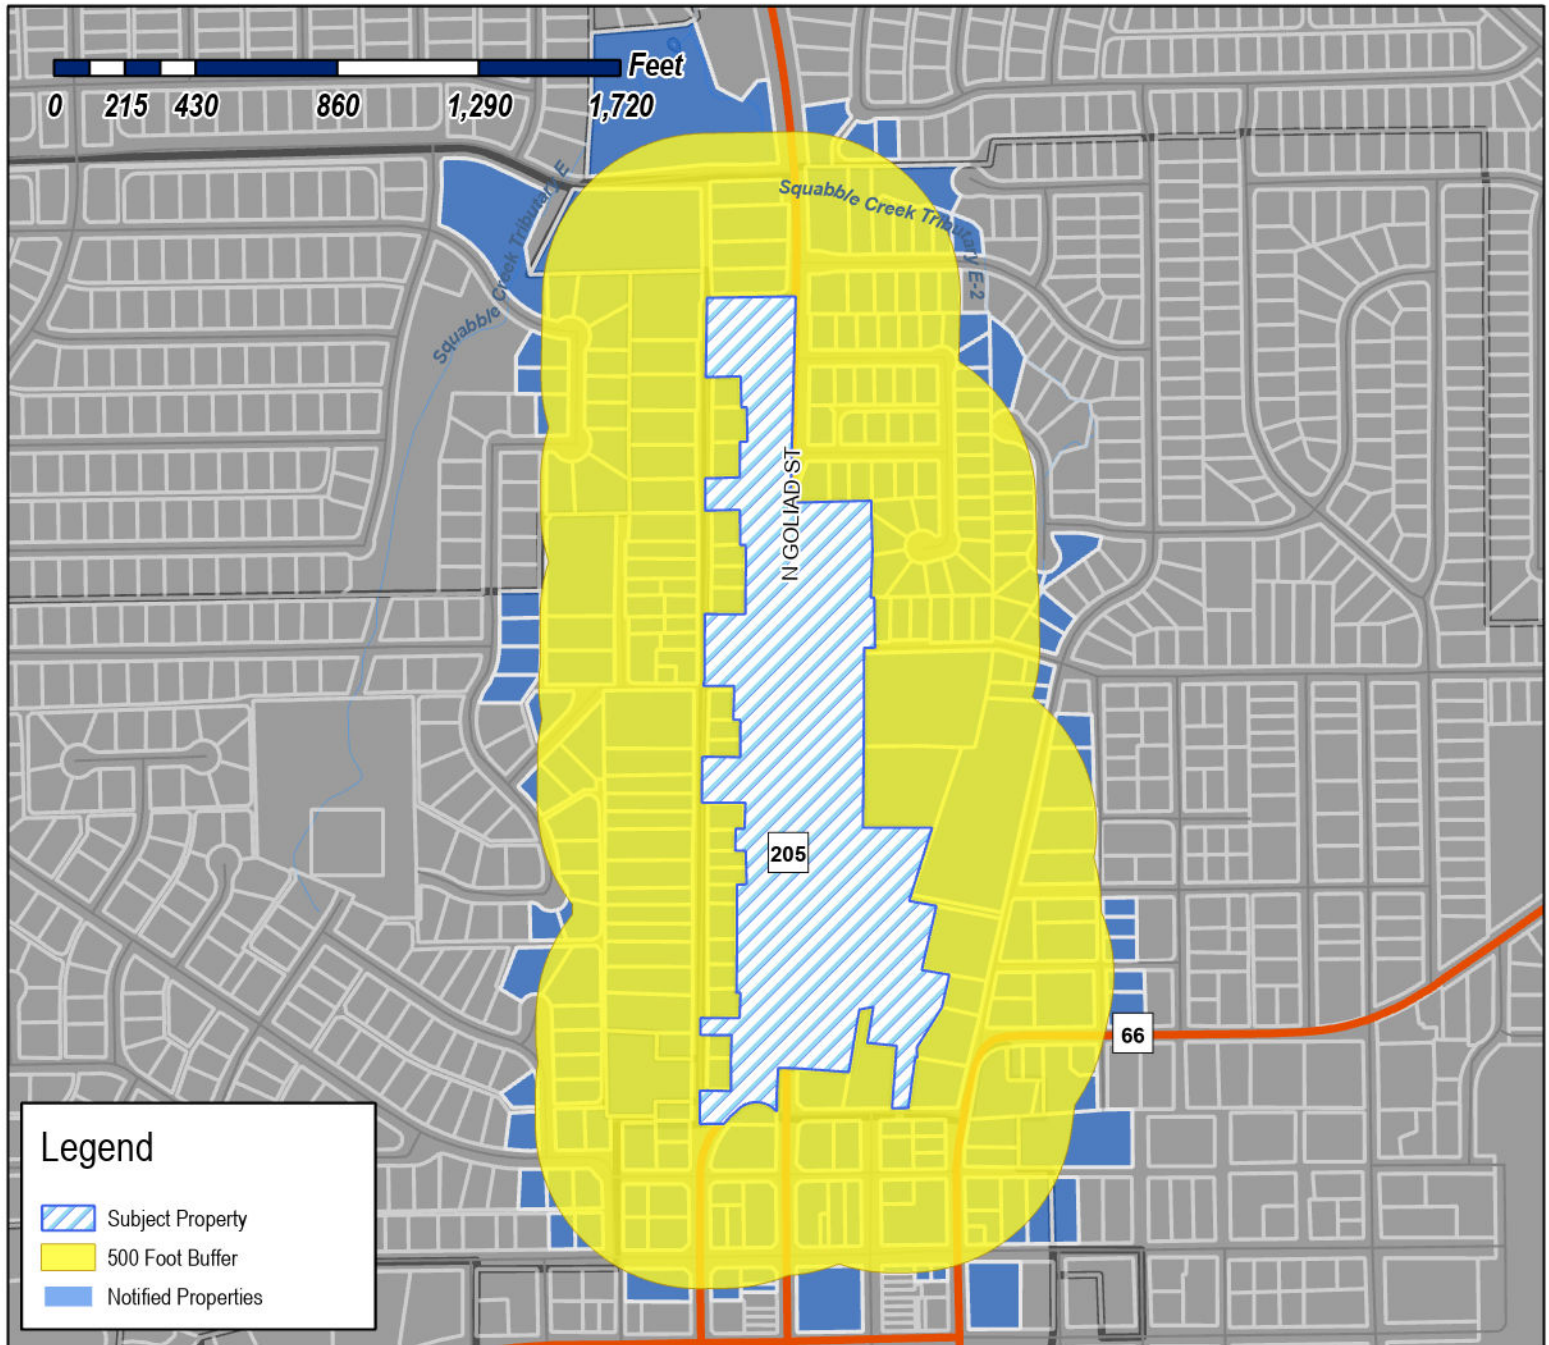 Feet
0 215 430 860 1,290 1,720
Squabble Creek Tributary E
Squabble Creek Tributary E-2
Squabble Creek Tributary E
N GOLIAD ST
205
66
Legend
Subject Property
500 Foot Buffer
Notified Properties